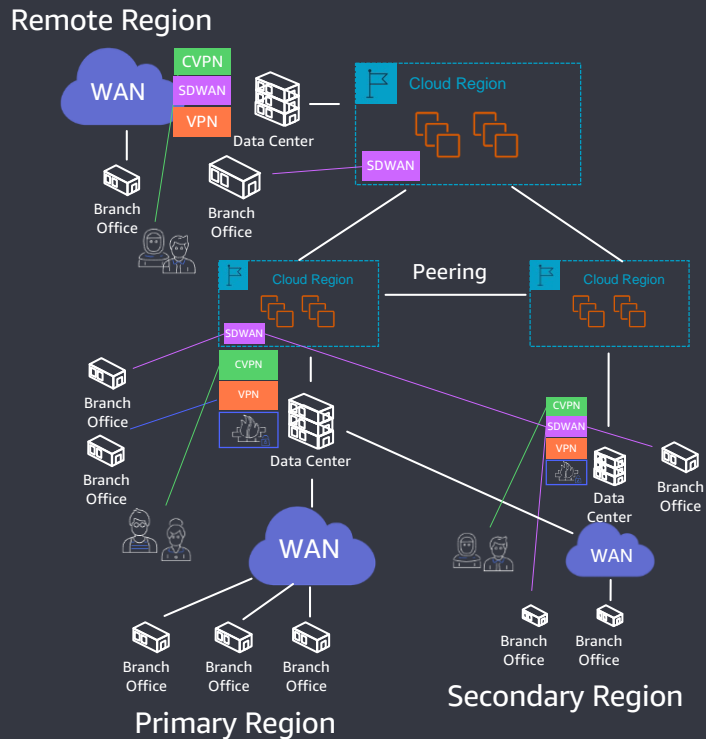 Remote Region
WAN
CVPN
SDWAN
VPN
Data Center
Cloud Region
SDWAN
Branch
Office
Branch
Office
Cloud Region
Peering
Cloud Region
SDWAN
CVPN
VPN
Branch
Office
Branch
Office
Data Center
CVPN
SDWAN
VPN
Data
Center
Branch
Office
WAN
WAN
Branch
Office
Branch
Office
Branch
Office
Branch
Office
Branch
Office
Secondary Region
Primary Region